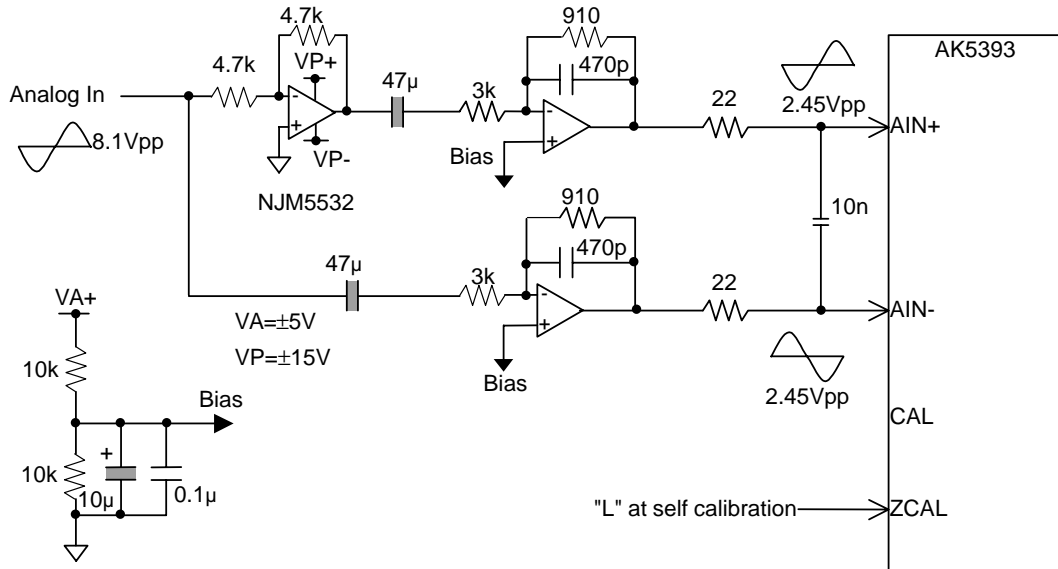 4.7k
910
AK5393
VP+
4.7k
47µ
470p
3k
22
2.45Vpp
Analog In
-
+
-
+
AIN+
8.1Vpp
VP-
Bias
NJM5532
910
10n
470p
47µ
3k
22
VA+
-
+
AIN-
VA=±5V
10k
VP=±15V
Bias
2.45Vpp
Bias
CAL
+
10k
10µ
0.1µ
"L" at self calibration
ZCAL